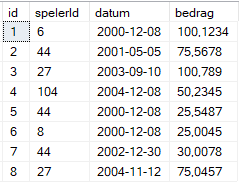 id spelerId datum bedrag
1 6 2000-12-08 100,1234
2 44 2001-05-05 75,5678
3 27 2003-09-10 100,789
4 104 2004-12-08 50,2345
5 44 2000-12-08 25,5487
6 8 2000-12-08 25,0045
7 44 2002-12-30 30,0078
8 27 2004-11-12 75,0457